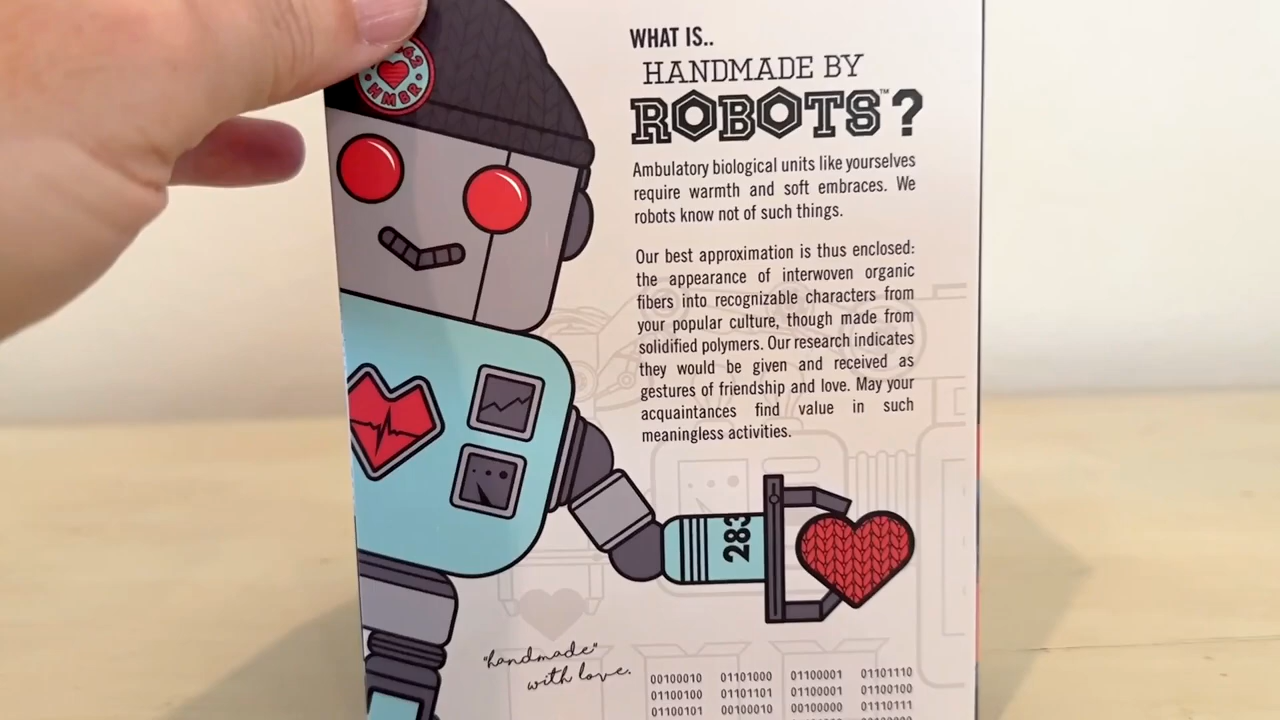 WHAT IS..
HANDMADE BY
ROBOTS™?
Ambulatory biological units like yourselves
require warmth and soft embraces. We
robots know not of such things.
Our best approximation is thus enclosed:
the appearance of interwoven organic
fibers into recognizable characters from
your popular culture, though made from
solidified polymers. Our research indicates
they would be given and received as
gestures of friendship and love. May your
acquaintances find value in such
meaningless activities.
HMBR
283
"handmade"
with love.
00100010 01101000 01100001 01101110
01100100 01101101 01100001 01100100
01100101 00100010 00100000 01110111